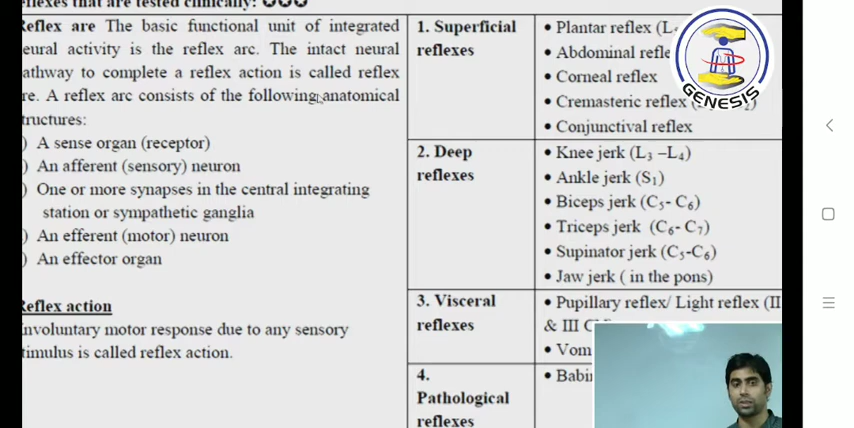 eflexes that are tested clinically:
Reflex are The basic functional unit of integrated
eural activity is the reflex arc. The intact neural
athway to complete a reflex action is called reflex
re. A reflex arc consists of the following anatomical
tructures:
) A sense organ (receptor)
) An afferent (sensory) neuron
) One or more synapses in the central integrating
station or sympathetic ganglia
) An efferent (motor) neuron
) An effector organ
Reflex action
nvoluntary motor response due to any sensory
timulus is called reflex action.
1. Superficial
reflexes
• Plantar reflex (L
• Abdominal refle
• Corneal reflex
• Cremasteric reflex (
• Conjunctival reflex
2. Deep
reflexes
• Knee jerk (L3 –L4)
• Ankle jerk (S1)
• Biceps jerk (C5- C6)
• Triceps jerk (C6- C7)
• Supinator jerk (C5-C6)
• Jaw jerk ( in the pons)
3. Visceral
reflexes
• Pupillary reflex/ Light reflex (II
& III C
• Vom
4.
Pathological
reflexes
• Babin
GENESIS